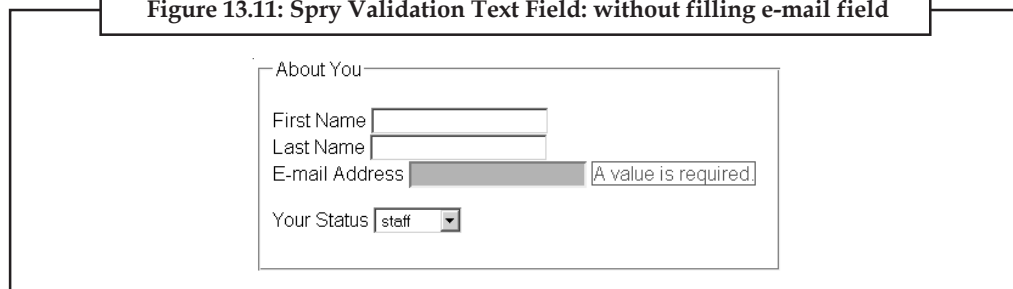 Figure 13.11: Spry Validation Text Field: without filling e-mail field
About You
First Name
Last Name
E-mail Address A value is required.
Your Status staff